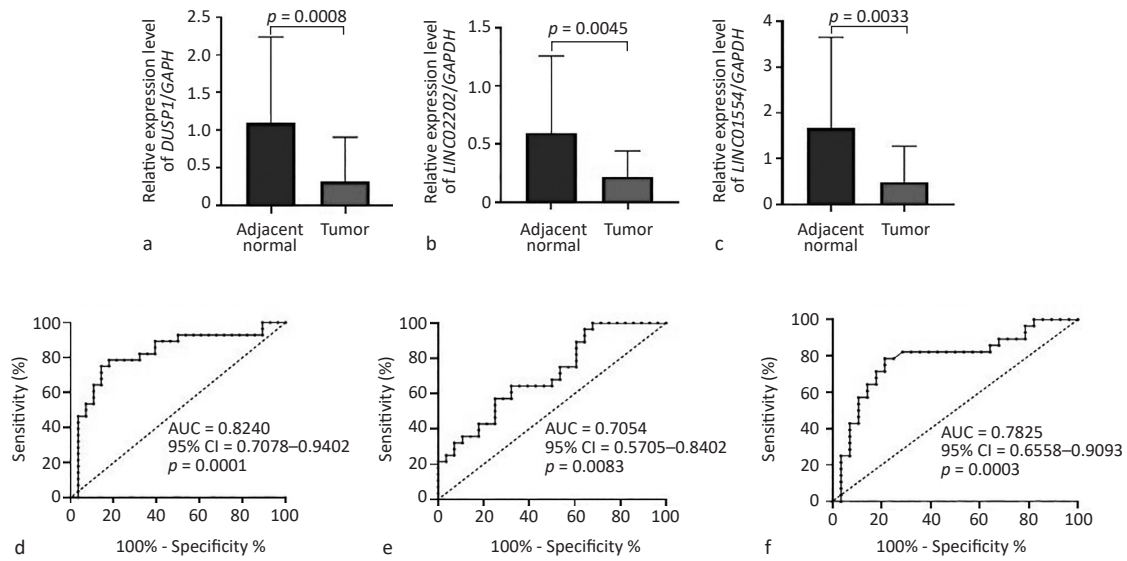 Relative expression level
of DUSP1/GAPH
2.5
2.0
1.5
1.0
0.5
0
p = 0.0008
Adjacent
normal
Tumor
a
Relative expression level
of LINC02202/GAPDH
1.5
1.0
0.5
0
p = 0.0045
Adjacent
normal
Tumor
b
Relative expression level
of LINC01554/GAPDH
4
3
2
1
0
p = 0.0033
Adjacent
normal
Tumor
c
Sensitivity (%)
100
80
60
40
20
0
AUC = 0.8240
95% CI = 0.7078–0.9402
p = 0.0001
0 20 40 60 80 100
100% - Specificity %
d
Sensitivity (%)
100
80
60
40
20
0
AUC = 0.7054
95% CI = 0.5705–0.8402
p = 0.0083
0 20 40 60 80 100
100% - Specificity %
e
Sensitivity (%)
100
80
60
40
20
0
AUC = 0.7825
95% CI = 0.6558–0.9093
p = 0.0003
0 20 40 60 80 100
100% - Specificity %
f